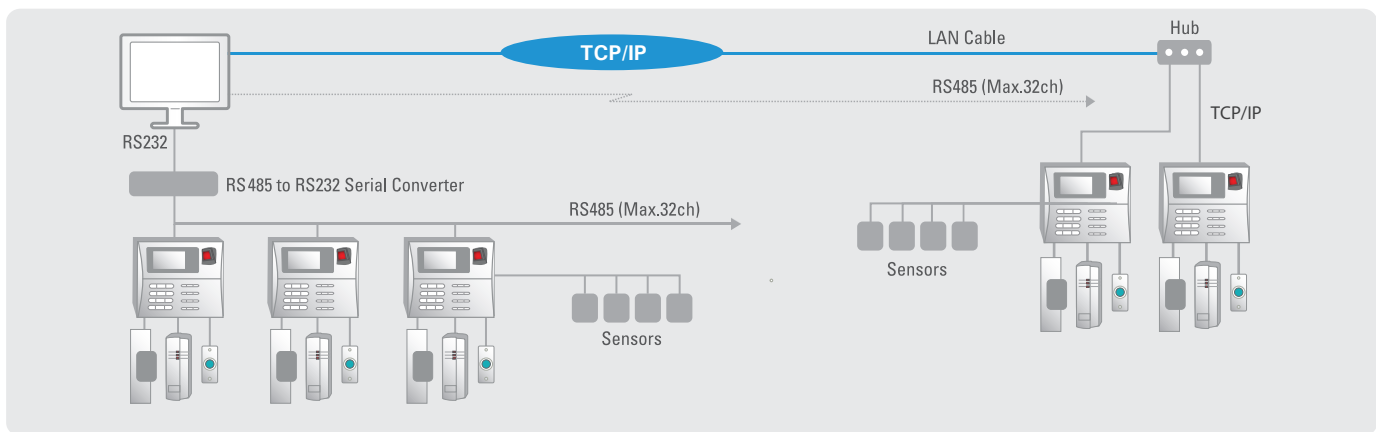 TCP/IP
LAN Cable
Hub
RS485 (Max.32ch)
TCP/IP
RS232
RS485 to RS232 Serial Converter
RS485 (Max.32ch)
Sensors
Sensors